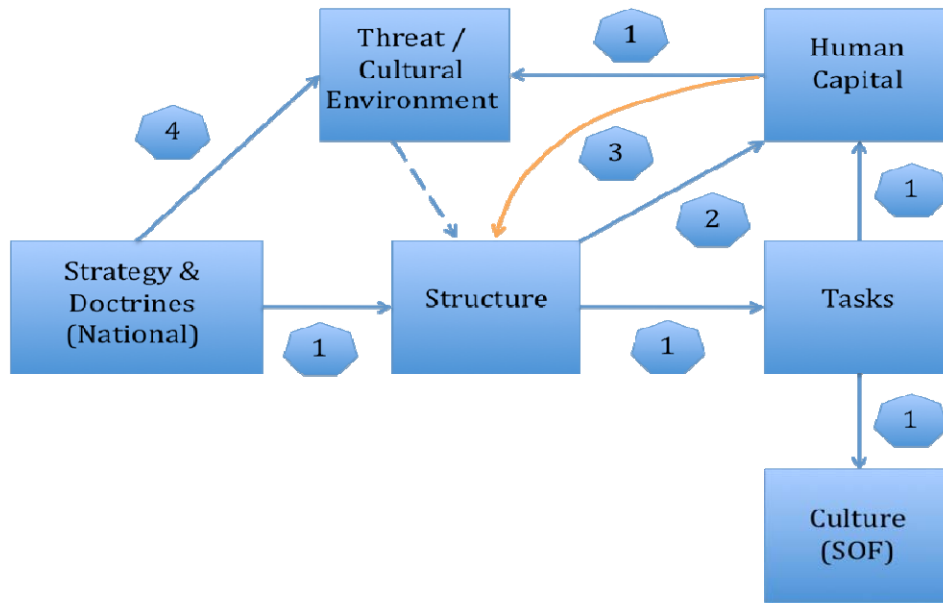 Threat /
Cultural
Environment
1
Human
Capital
4
3
2
1
Strategy &
Doctrines
(National)
Structure
Tasks
1
1
1
Culture
(SOF)